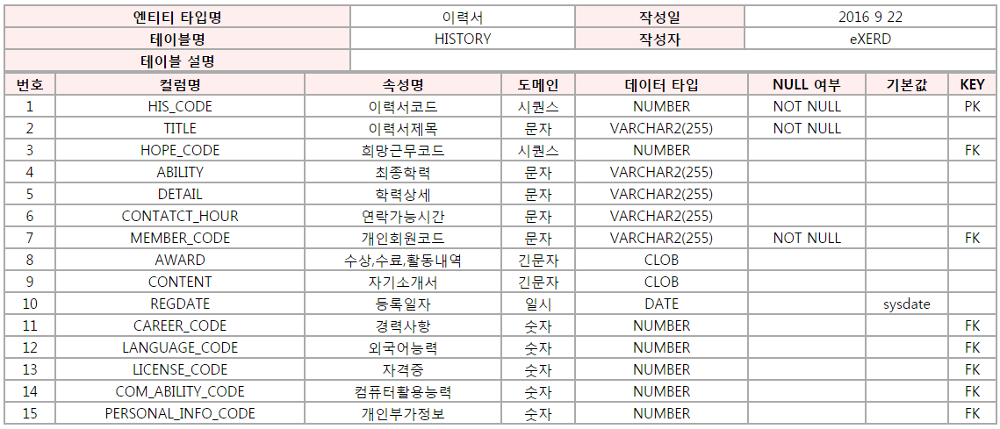 엔티티 타입명 이력서 작성일 2016 9 22
테이블명 HISTORY 작성자 eXERD
테이블 설명
번호 컬럼명 속성명 도메인 데이터 타입 NULL 여부 기본값 KEY
1 HIS_CODE 이력서코드 시퀀스 NUMBER NOT NULL PK
2 TITLE 이력서제목 문자 VARCHAR2(255) NOT NULL
3 HOPE_CODE 희망근무코드 시퀀스 NUMBER FK
4 ABILITY 최종학력 문자 VARCHAR2(255)
5 DETAIL 학력상세 문자 VARCHAR2(255)
6 CONTATCT_HOUR 연락가능시간 문자 VARCHAR2(255)
7 MEMBER_CODE 개인회원코드 문자 VARCHAR2(255) NOT NULL FK
8 AWARD 수상,수료,활동내역 긴문자 CLOB
9 CONTENT 자기소개서 긴문자 CLOB
10 REGDATE 등록일자 일시 DATE sysdate
11 CAREER_CODE 경력사항 숫자 NUMBER FK
12 LANGUAGE_CODE 외국어능력 숫자 NUMBER FK
13 LICENSE_CODE 자격증 숫자 NUMBER FK
14 COM_ABILITY_CODE 컴퓨터활용능력 숫자 NUMBER FK
15 PERSONAL_INFO_CODE 개인부가정보 숫자 NUMBER FK